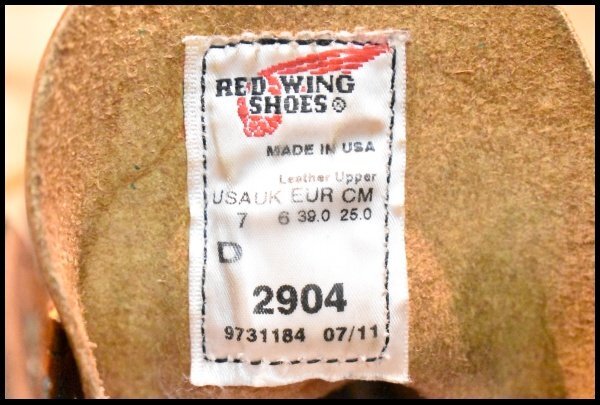 RED WING
SHOES®
MADE IN USA
Leather Upper
USA UK EUR CM
7 6 39.0 25.0
D
2904
9731184 07/11